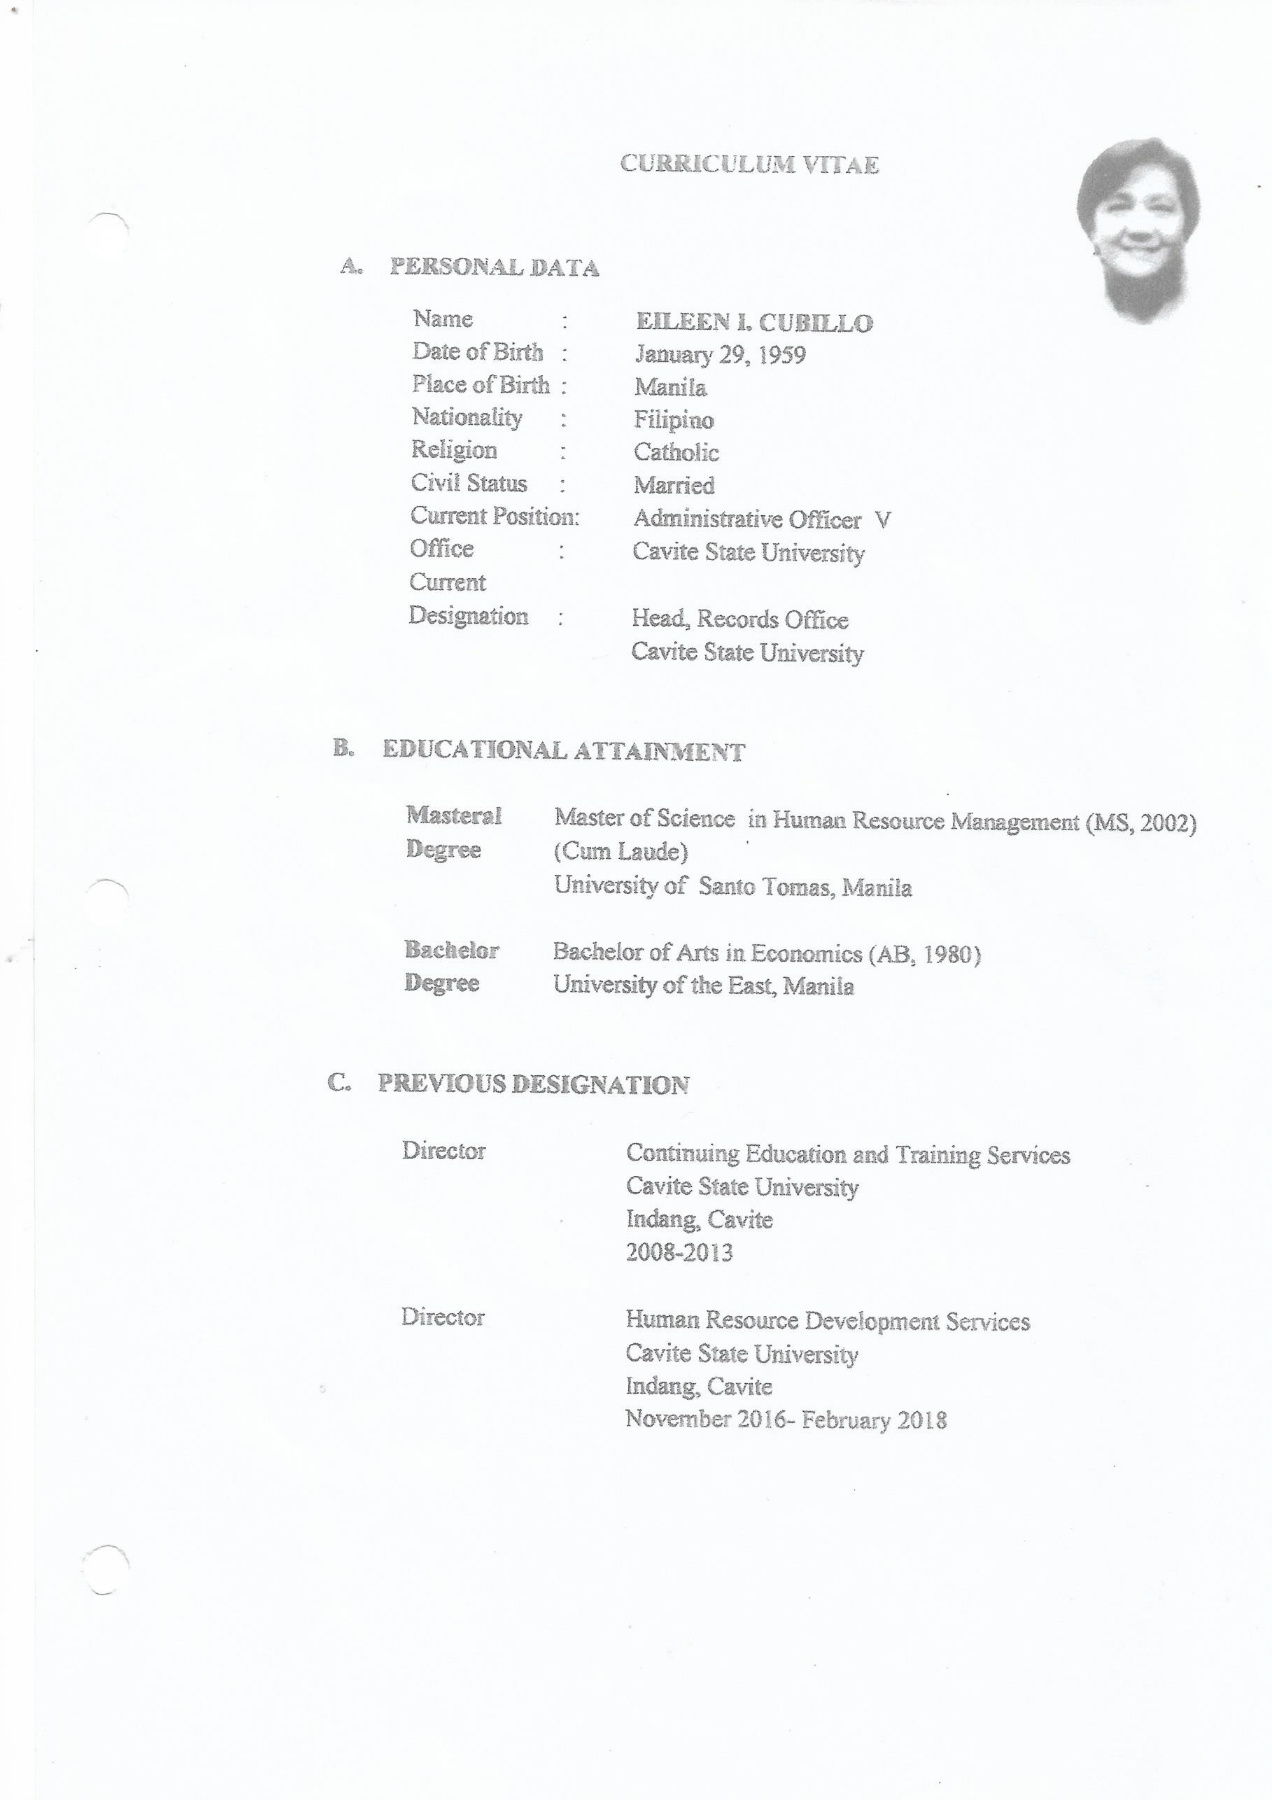 CURRICULUM VITAE
A. PERSONAL DATA
Name : EILEEN I. CUBILLO
Date of Birth : January 29, 1959
Place of Birth : Manila
Nationality : Filipino
Religion : Catholic
Civil Status : Married
Current Position: Administrative Officer V
Office : Cavite State University
Current
Designation : Head, Records Office
Cavite State University
B. EDUCATIONAL ATTAINMENT
Masteral Master of Science in Human Resource Management (MS, 2002)
Degree (Cum Laude)
University of Santo Tomas, Manila
Bachelor Bachelor of Arts in Economics (AB, 1980)
Degree University of the East, Manila
C. PREVIOUS DESIGNATION
Director Continuing Education and Training Services
Cavite State University
Indang, Cavite
2008-2013
Director Human Resource Development Services
Cavite State University
Indang, Cavite
November 2016- February 2018